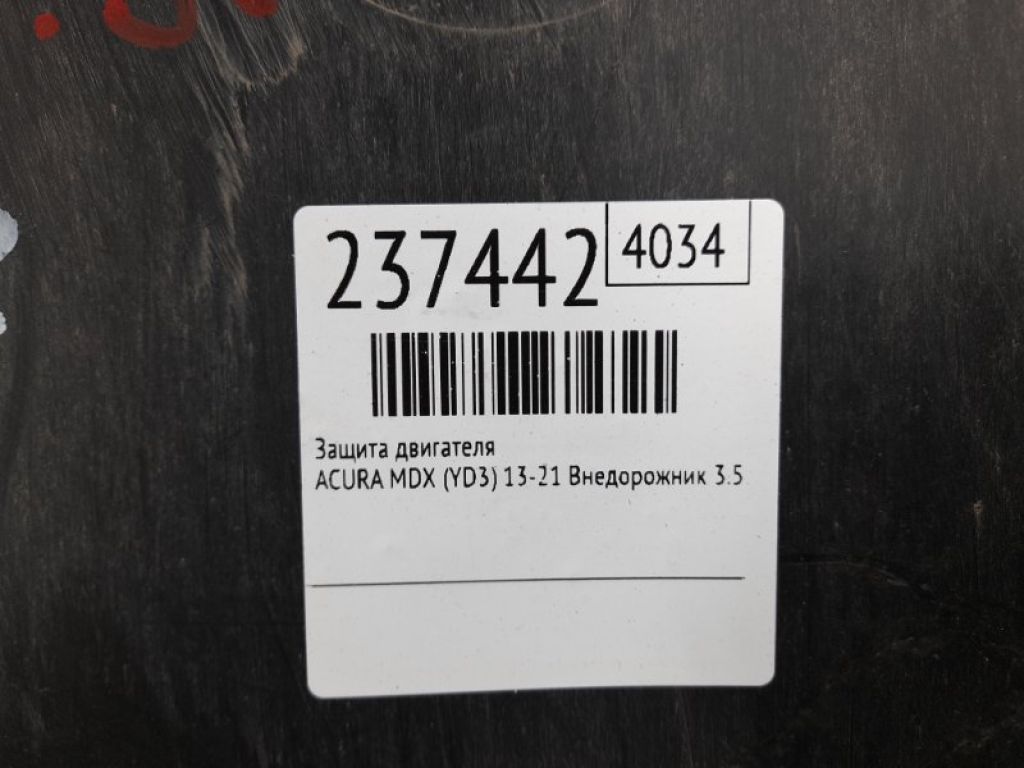 237442
4034
Защита двигателя
ACURA MDX (YD3) 13-21 Внедорожник 3.5